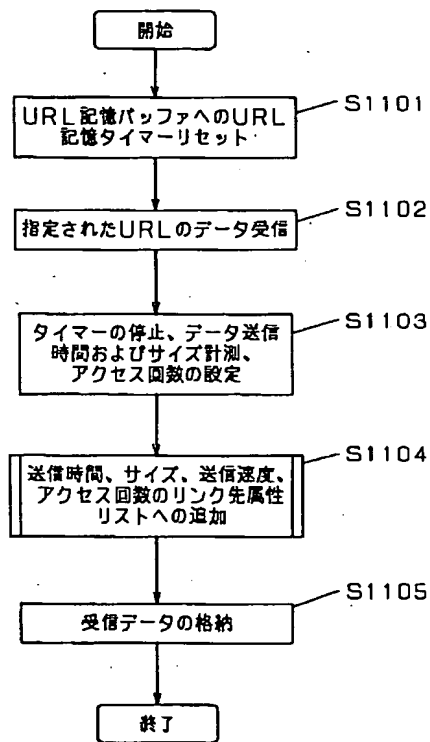 開始
URL記憶バッファへのURL
記憶タイマーリセット
S1101
指定されたURLのデータ受信
S1102
タイマーの停止、データ送信
時間およびサイズ計測、
アクセス回数の設定
S1103
送信時間、サイズ、送信速度、
アクセス回数のリンク先属性
リストへの追加
S1104
受信データの格納
S1105
終了